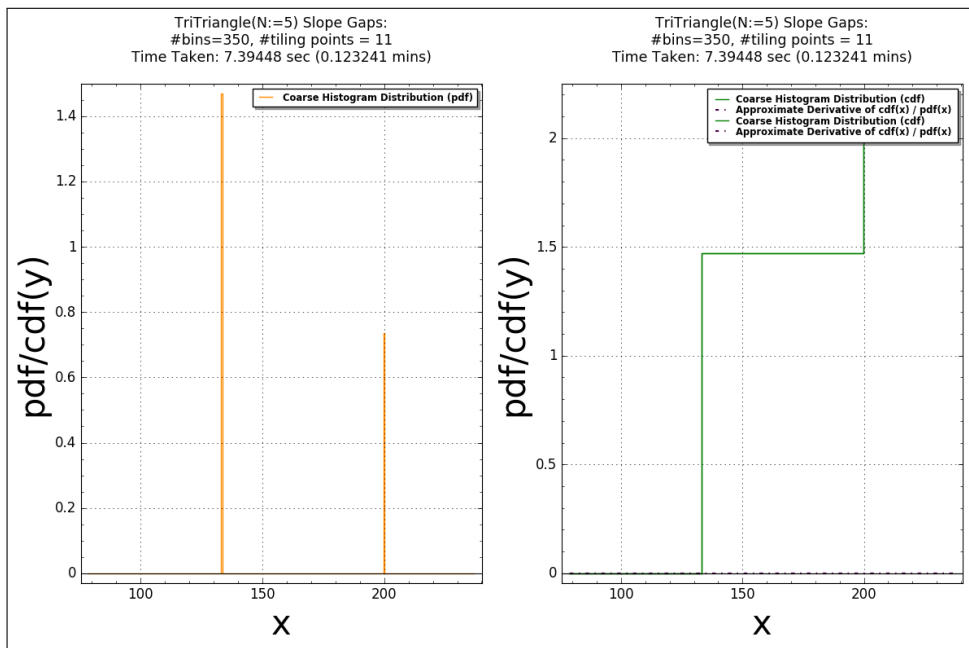 TriTriangle(N:=5) Slope Gaps:
#bins=350, #tiling points = 11
Time Taken: 7.39448 sec (0.123241 mins)
Coarse Histogram Distribution (pdf)
1.4
1.2
1
0.8
0.6
0.4
0.2
0
pdf/cdf(y)
100
150
200
x
TriTriangle(N:=5) Slope Gaps:
#bins=350, #tiling points = 11
Time Taken: 7.39448 sec (0.123241 mins)
Coarse Histogram Distribution (cdf)
Approximate Derivative of cdf(x) / pdf(x)
Coarse Histogram Distribution (cdf)
Approximate Derivative of cdf(x) / pdf(x)
2
1.5
1
0.5
0
pdf/cdf(y)
100
150
200
x